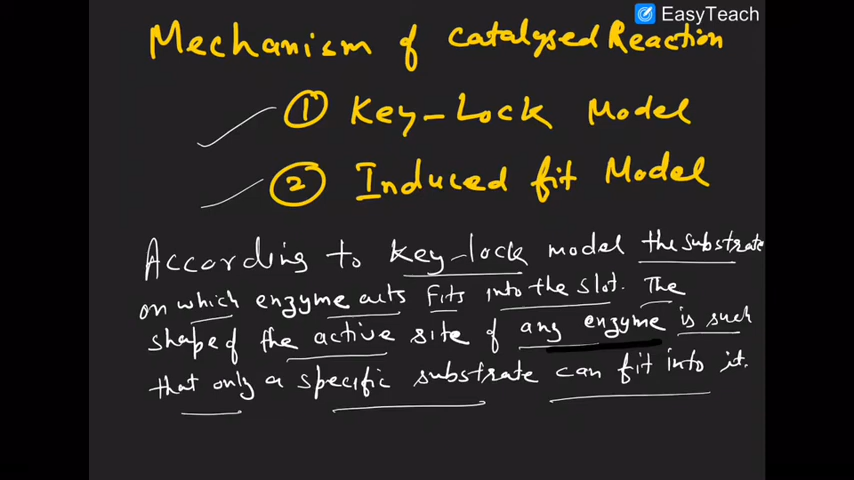 EasyTeach
Mechanism of Catalysed Reaction
① Key-Lock Model
② Induced fit Model
According to key-lock model the substrate
on which enzyme acts fits into the slot. The
shape of the active site of any enzyme is such
that only a specific substrate can fit into it.